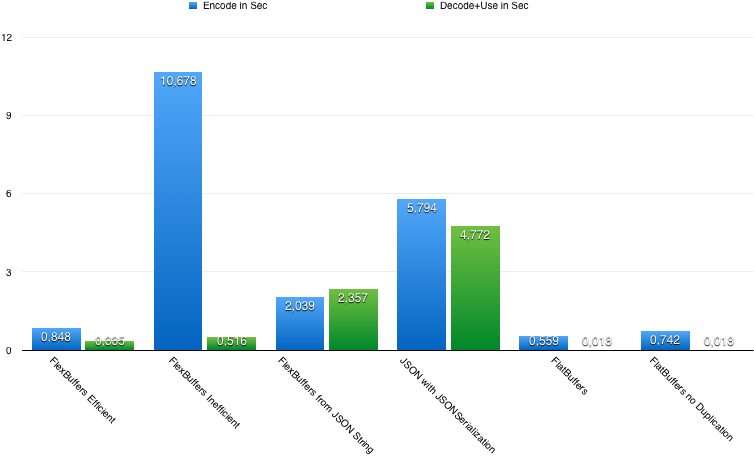 Encode in Sec
Decode+Use in Sec
12
9
6
3
0
0,848
0,335
10,678
0,516
2,039
2,357
5,794
4,772
0,559
0,018
0,742
0,018
FlexBuffers Efficient
FlexBuffers Inefficient
FlexBuffers from JSON String
JSON with JSONSerialization
FlatBuffers
FlatBuffers no Duplication